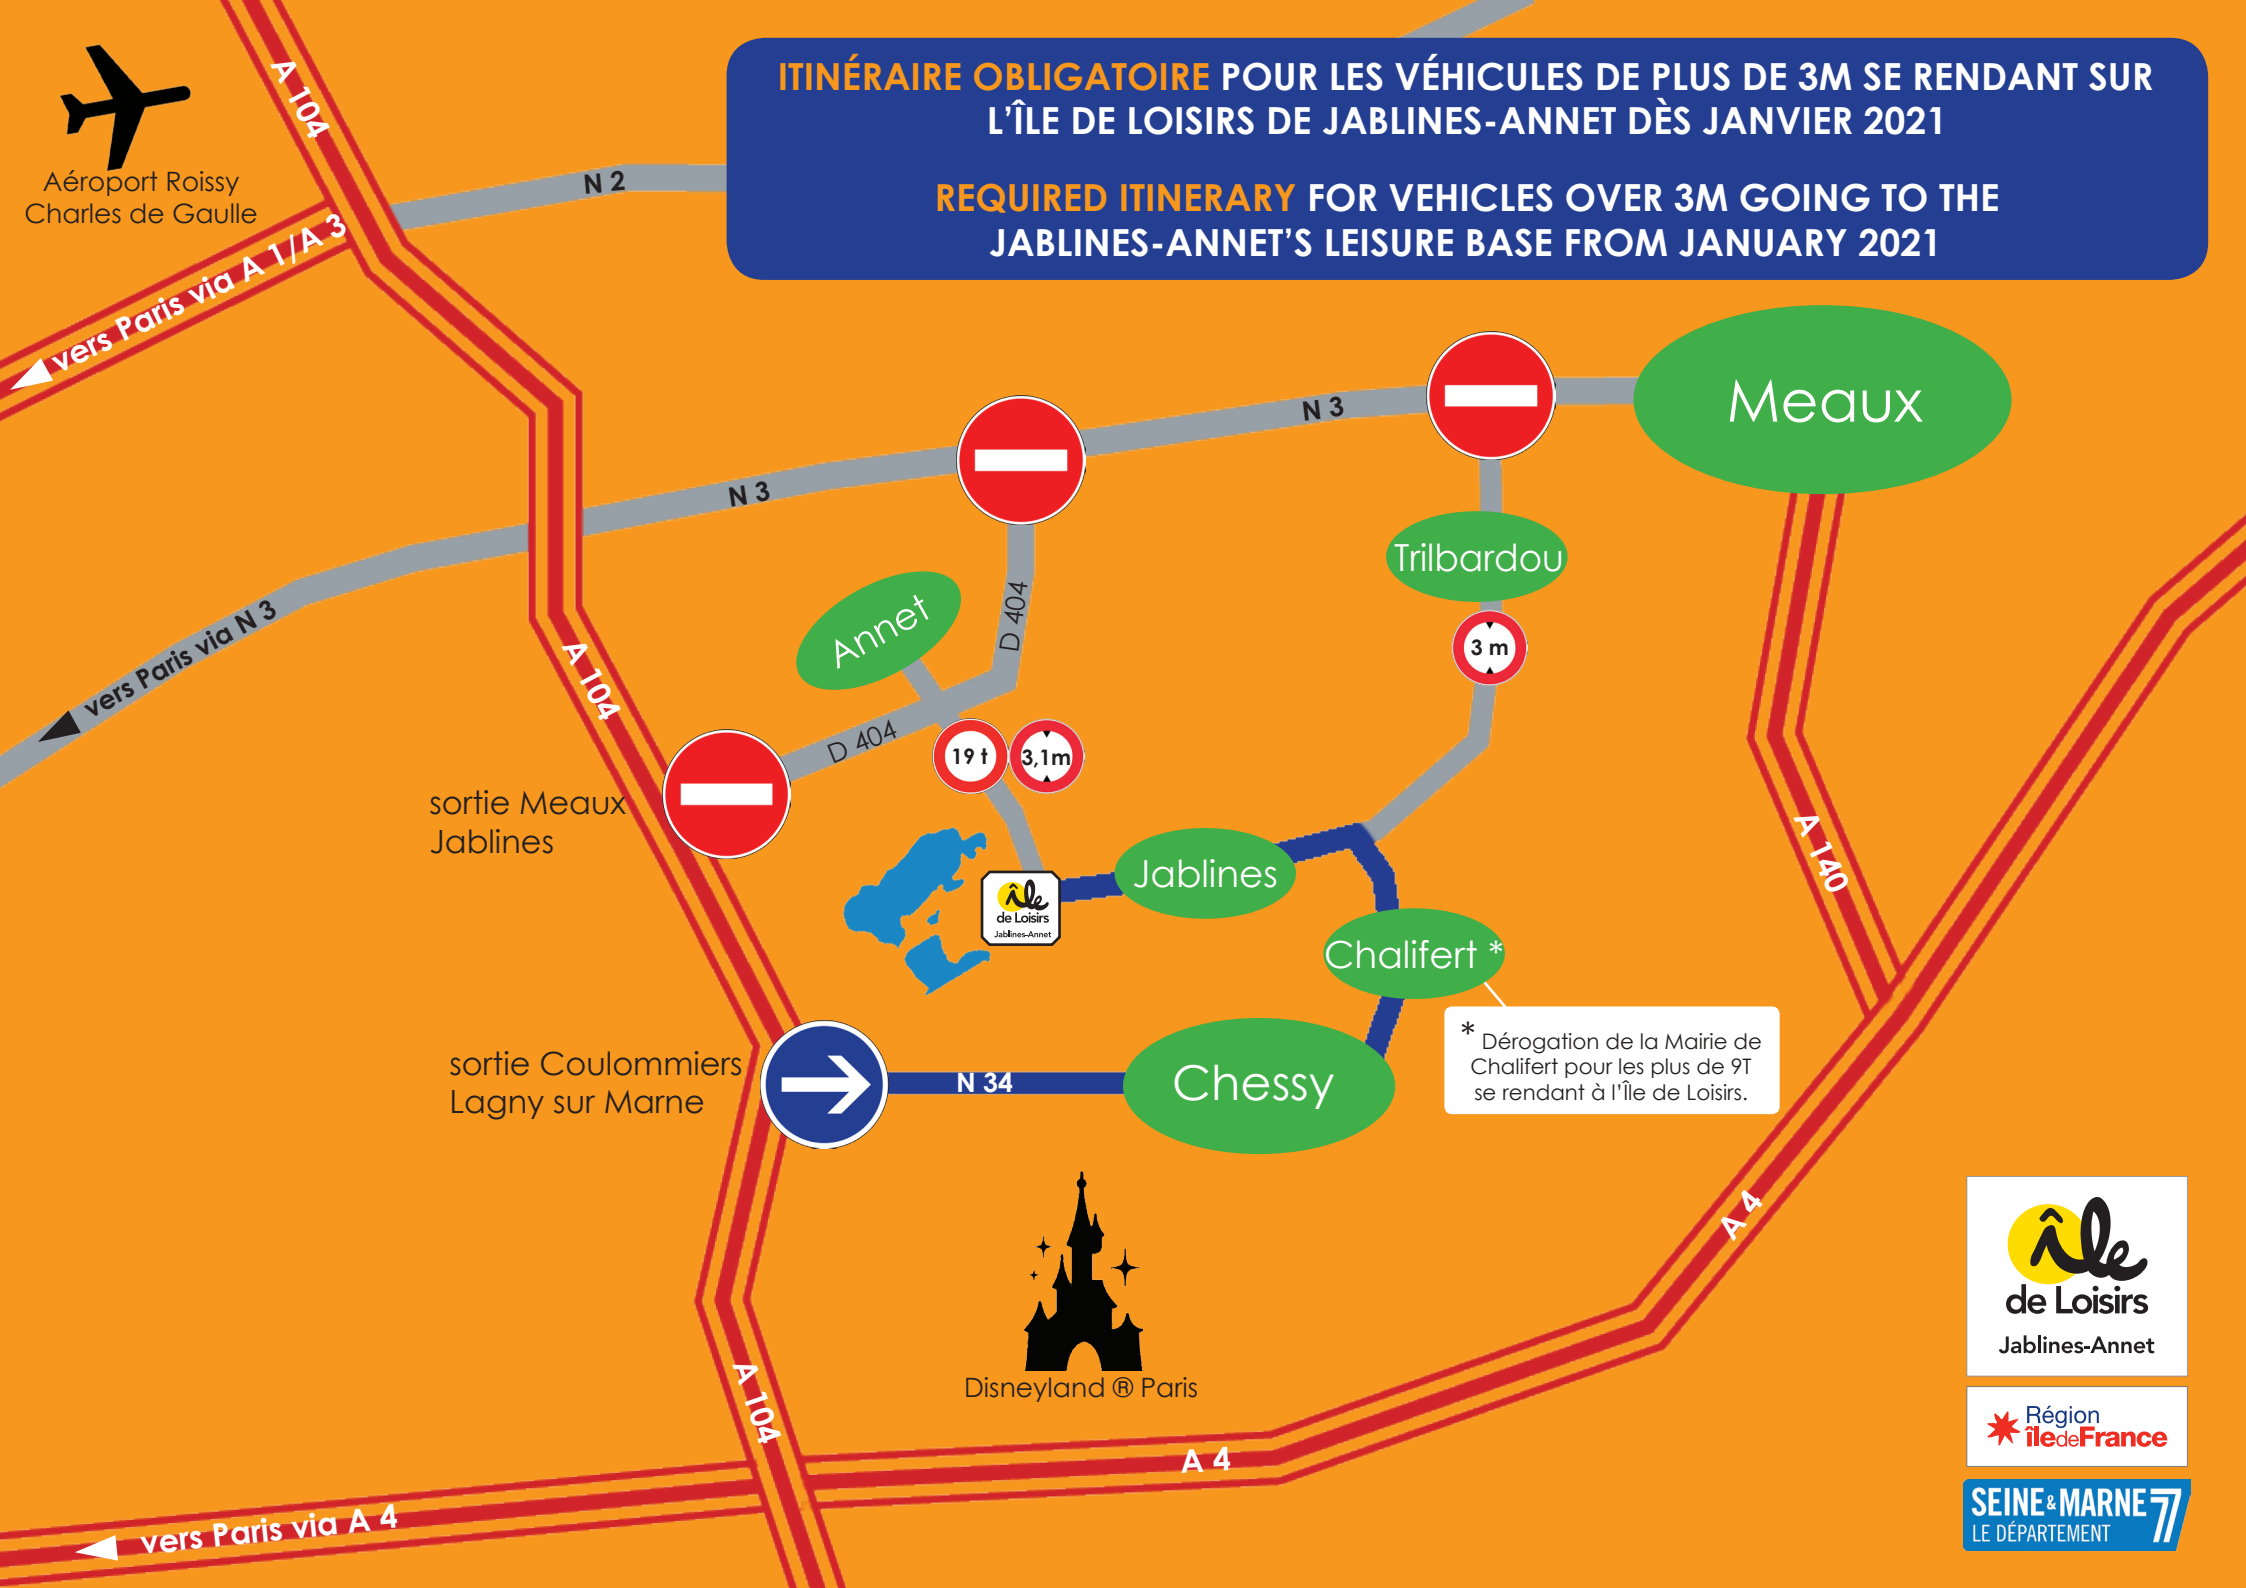 ITINÉRAIRE OBLIGATOIRE POUR LES VÉHICULES DE PLUS DE 3M SE RENDANT SUR
L'ÎLE DE LOISIRS DE JABLINES-ANNET DÈS JANVIER 2021
REQUIRED ITINERARY FOR VEHICLES OVER 3M GOING TO THE
JABLINES-ANNET'S LEISURE BASE FROM JANUARY 2021
A 104
Aéroport Roissy
Charles de Gaulle
N 2
vers Paris via A 1/A 3
Meaux
N 3
N 3
Trilbardou
Annet
D 404
vers Paris via N 3
3 m
A 104
D 404
19 t
3,1m
sortie Meaux
Jablines
A 140
Jablines
île
de Loisirs
Jablines-Annet
Chalifert *
* Dérogation de la Mairie de
Chalifert pour les plus de 9T
se rendant à l'Île de Loisirs.
sortie Coulommiers
Lagny sur Marne
N 34
Chessy
A 4
Disneyland ® Paris
A 104
A 4
vers Paris via A 4
île
de Loisirs
Jablines-Annet
Région
îledeFrance
SEINE&MARNE 77
LE DÉPARTEMENT